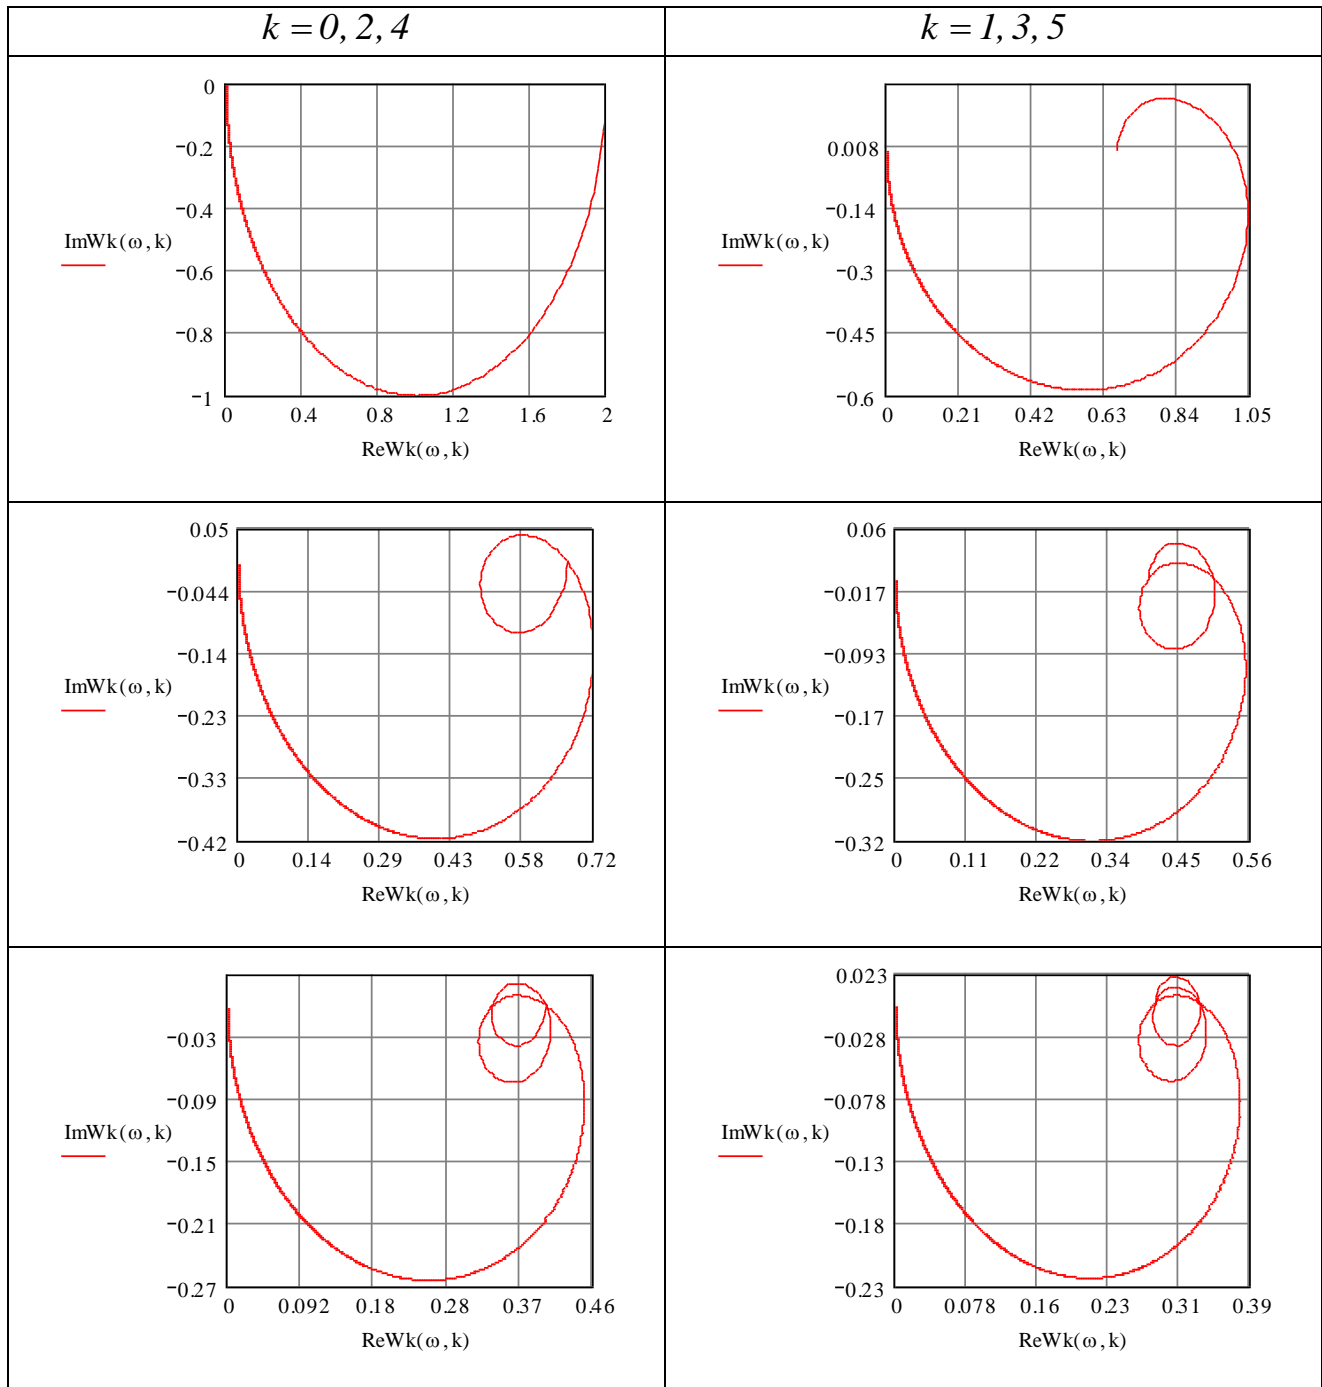 k = 0, 2, 4
k = 1, 3, 5
0
−0.2
−0.4
−0.6
−0.8
−1
ImWk(ω, k)
0 0.4 0.8 1.2 1.6 2
ReWk(ω, k)
0.008
−0.14
−0.3
−0.45
−0.6
ImWk(ω, k)
0 0.21 0.42 0.63 0.84 1.05
ReWk(ω, k)
0.05
−0.044
−0.14
−0.23
−0.33
−0.42
ImWk(ω, k)
0 0.14 0.29 0.43 0.58 0.72
ReWk(ω, k)
0.06
−0.017
−0.093
−0.17
−0.25
−0.32
ImWk(ω, k)
0 0.11 0.22 0.34 0.45 0.56
ReWk(ω, k)
−0.03
−0.09
−0.15
−0.21
−0.27
ImWk(ω, k)
0 0.092 0.18 0.28 0.37 0.46
ReWk(ω, k)
0.023
−0.028
−0.078
−0.13
−0.18
−0.23
ImWk(ω, k)
0 0.078 0.16 0.23 0.31 0.39
ReWk(ω, k)